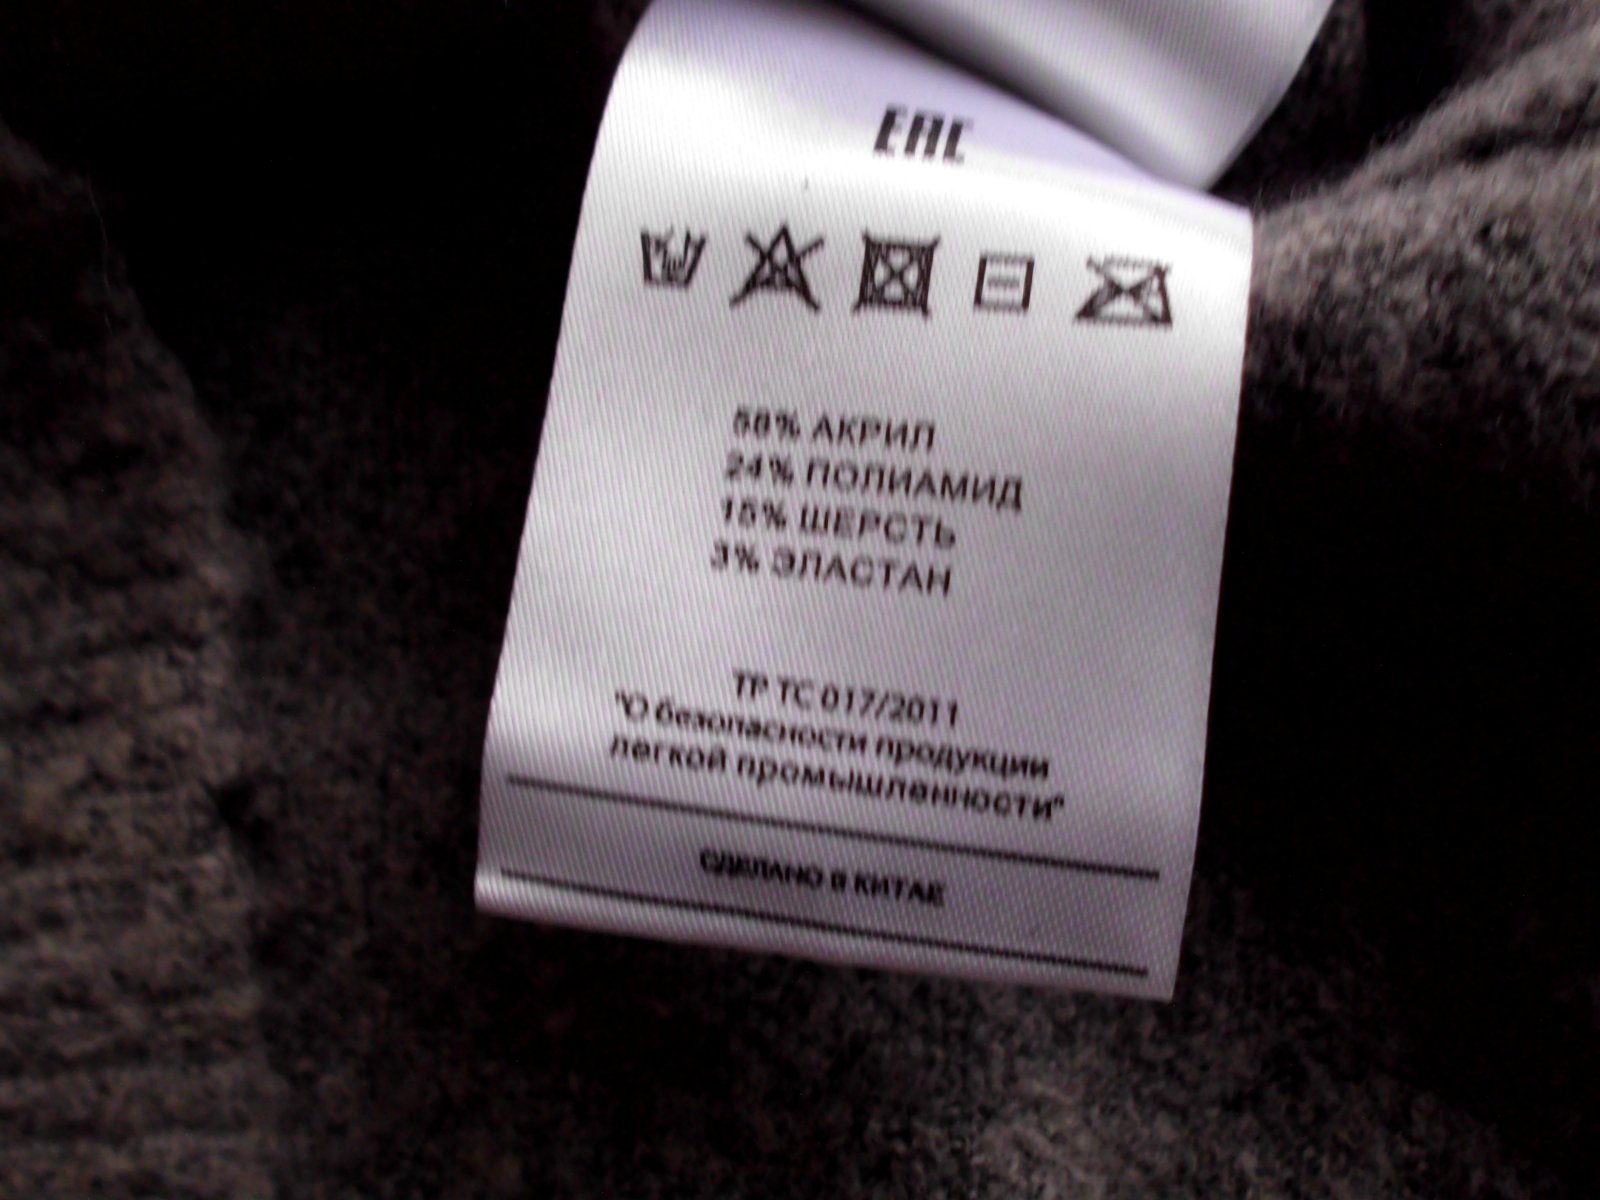 EAC
58% АКРИЛ
24% ПОЛИАМИД
15% ШЕРСТЬ
3% ЭЛАСТАН
ТР ТС 017/2011
"О безопасности продукции
легкой промышленности"
СДЕЛАНО В КИТАЕ